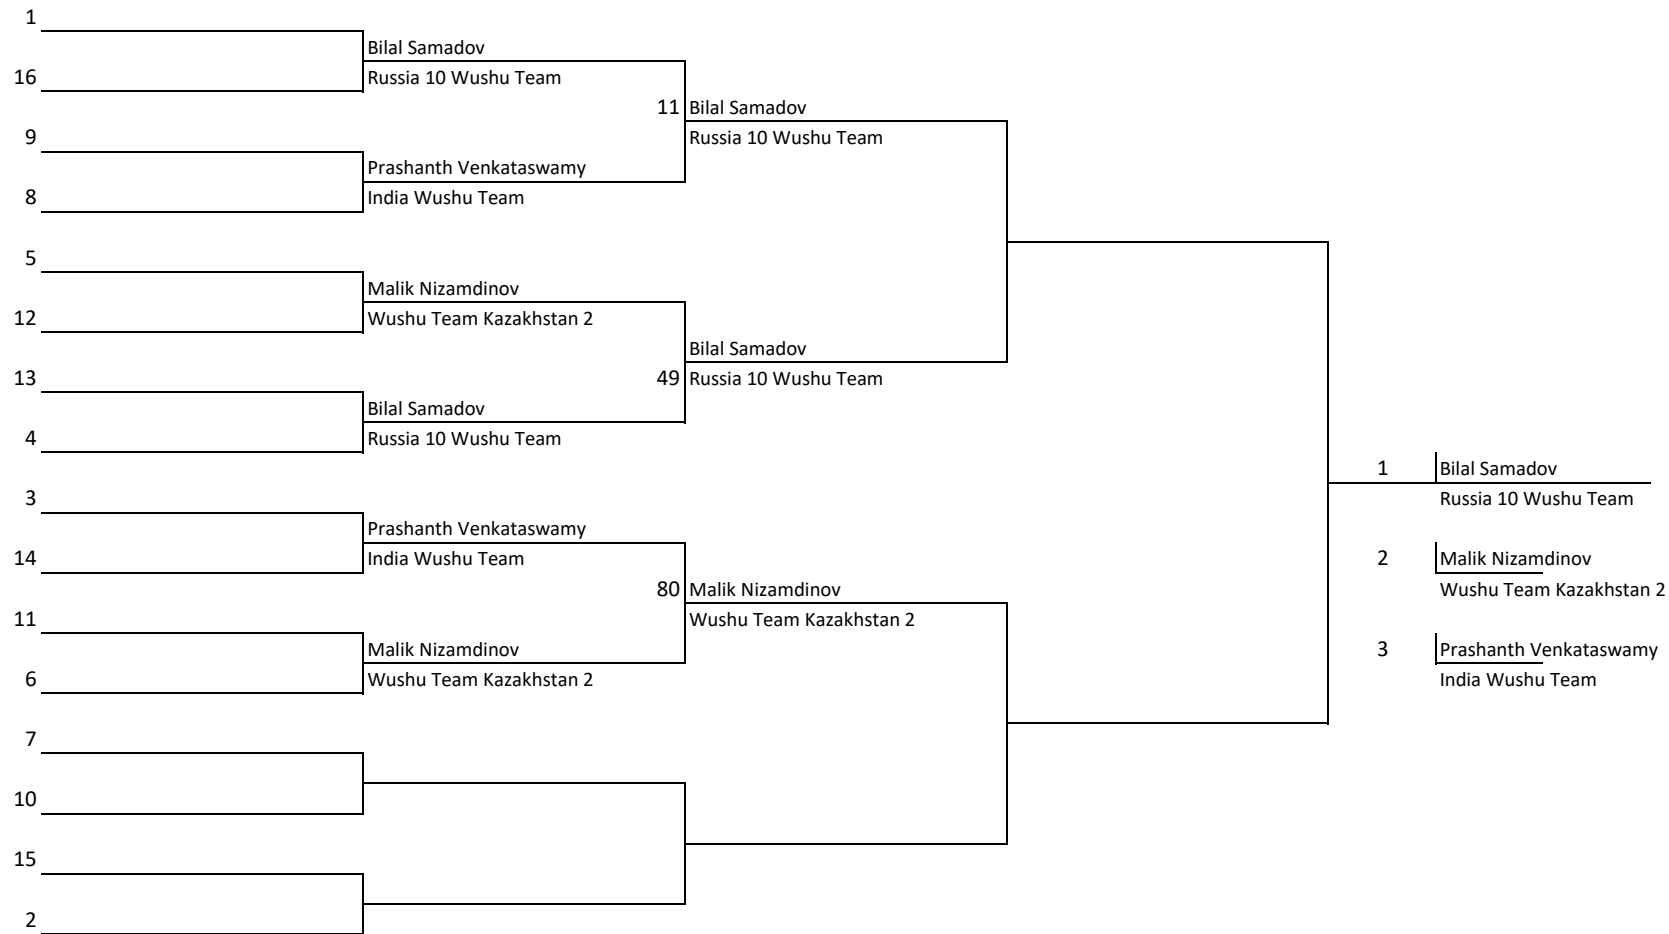 1
Bilal Samadov
16
Russia 10 Wushu Team
11 Bilal Samadov
9
Russia 10 Wushu Team
Prashanth Venkataswamy
8
India Wushu Team
5
Malik Nizamdinov
12
Wushu Team Kazakhstan 2
Bilal Samadov
13
49 Russia 10 Wushu Team
Bilal Samadov
4
Russia 10 Wushu Team
1 Bilal Samadov
3
Russia 10 Wushu Team
Prashanth Venkataswamy
14
India Wushu Team
2 Malik Nizamdinov
80 Malik Nizamdinov
Wushu Team Kazakhstan 2
11
Wushu Team Kazakhstan 2
Malik Nizamdinov
3 Prashanth Venkataswamy
6
Wushu Team Kazakhstan 2
India Wushu Team
7
10
15
2